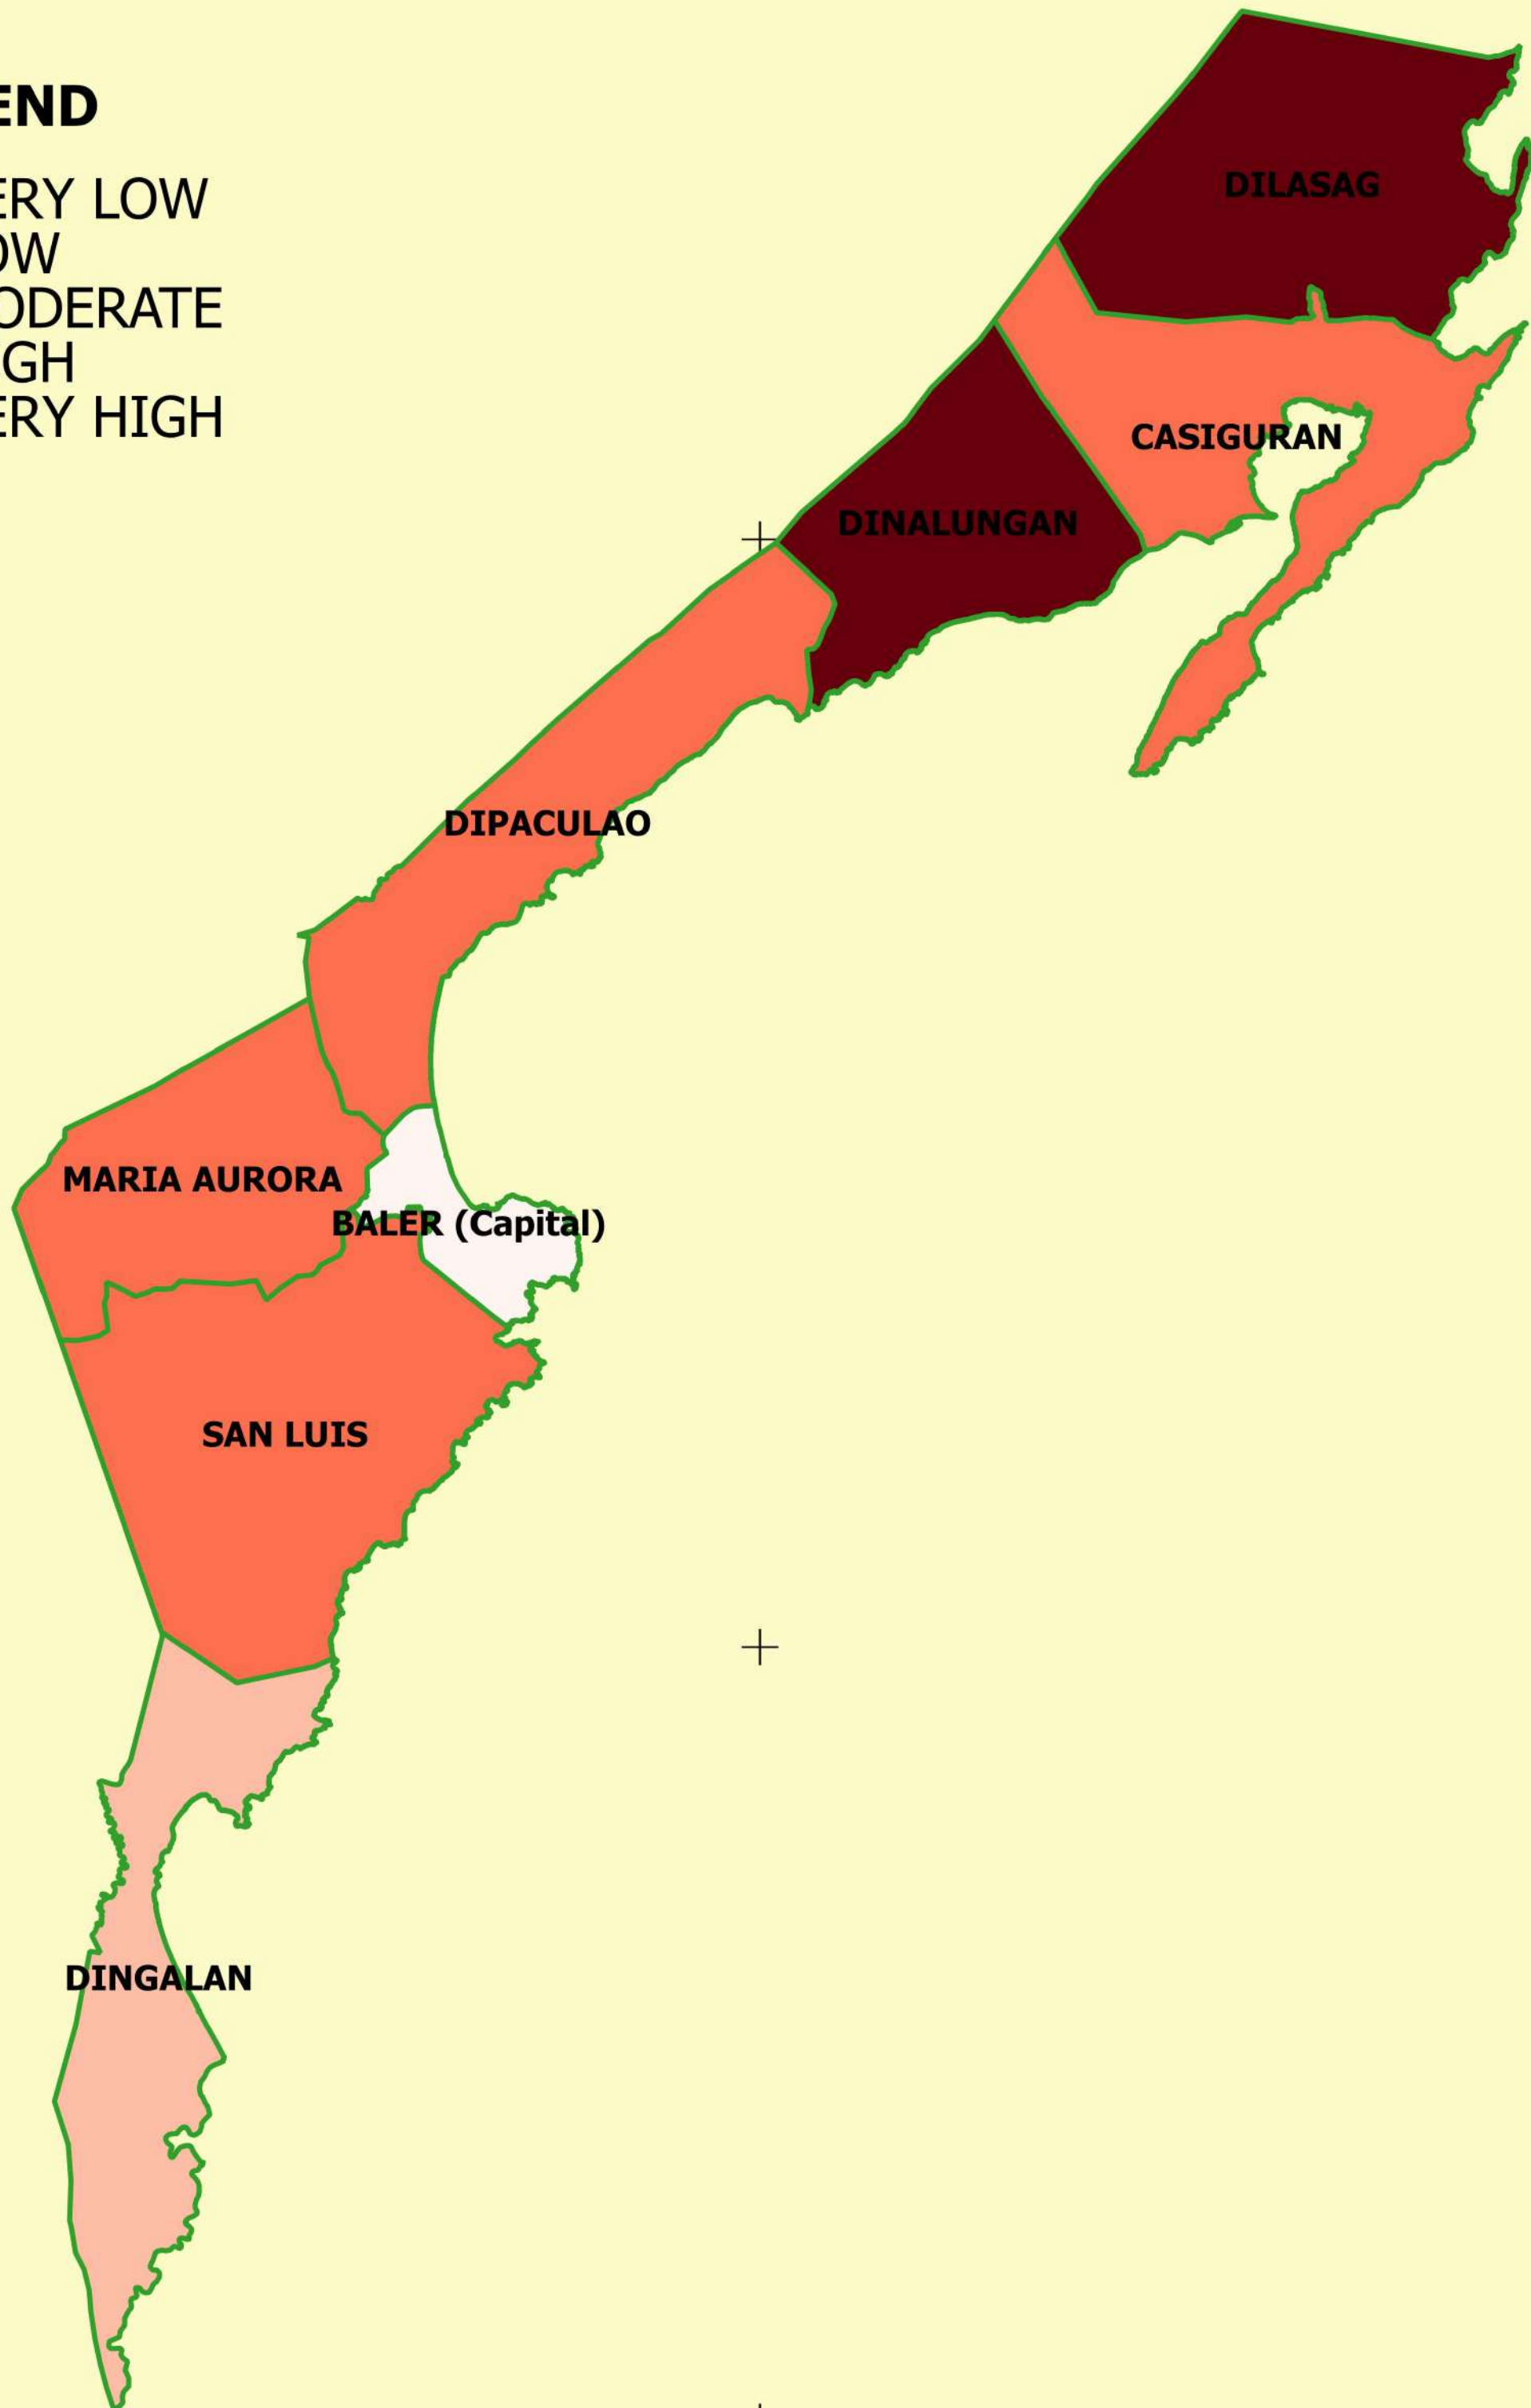 END
ERY LOW
OW
ODERATE
GH
ERY HIGH
DILASAG
CASIGURAN
DINALUNGAN
DIPACULAO
MARIA AURORA
BALER (Capital)
SAN LUIS
DINGALAN